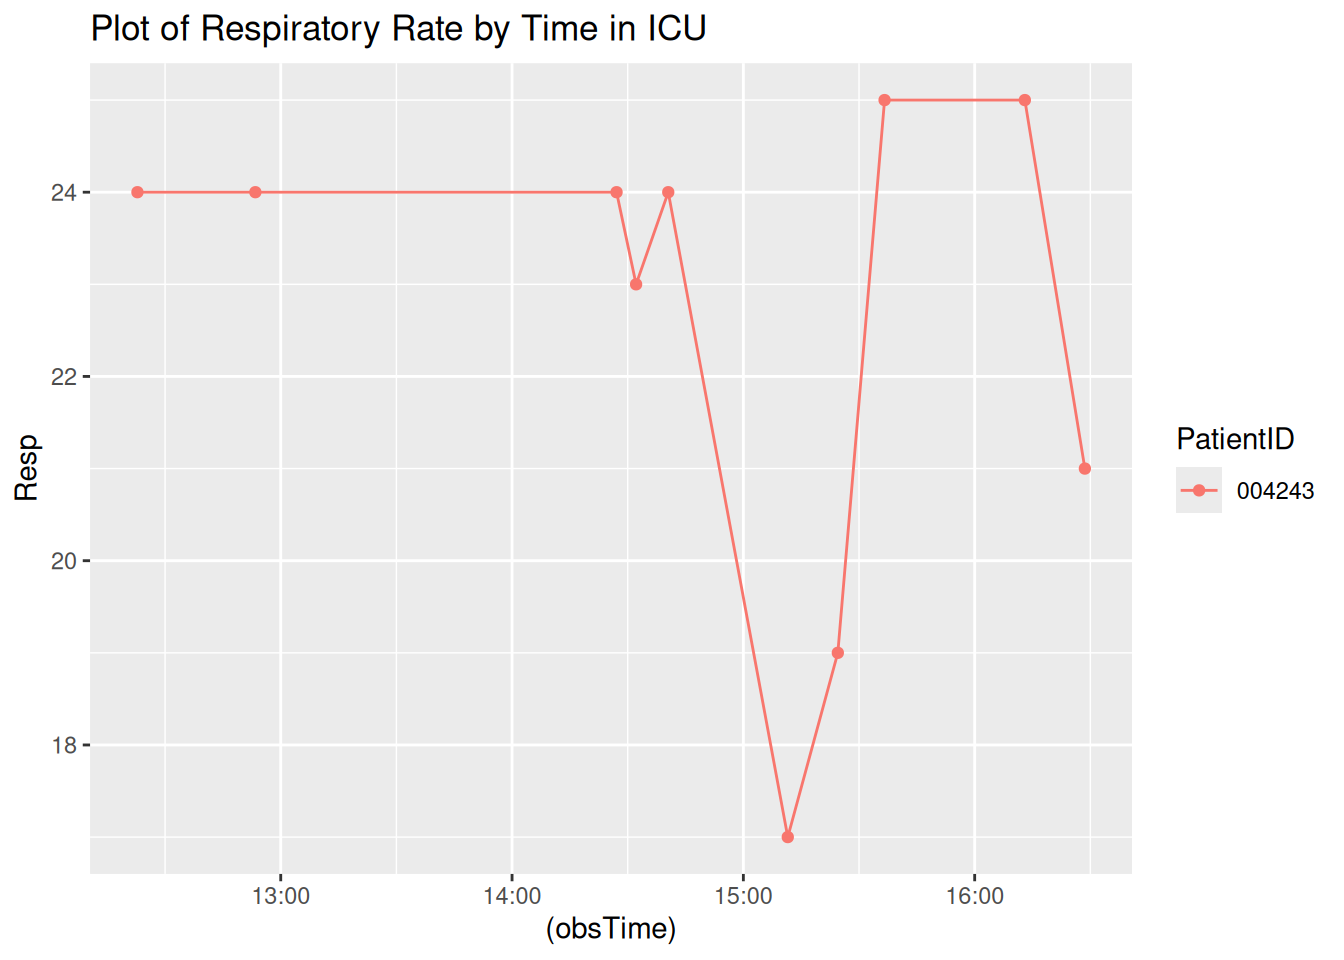 Plot of Respiratory Rate by Time in ICU
24
22
20
18
Resp
13:00 14:00 15:00 16:00
(obsTime)
PatientID
004243